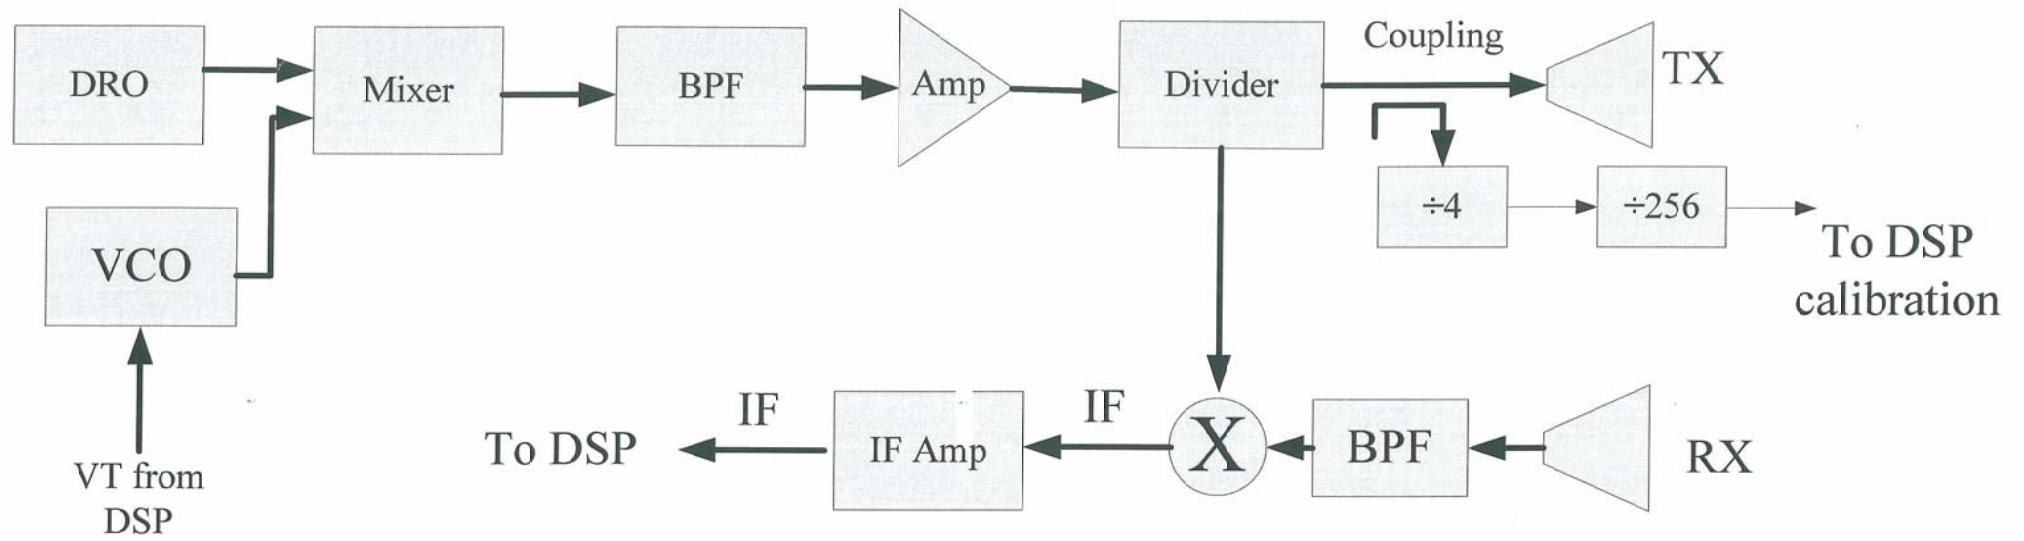 DRO
Mixer
BPF
Amp
Divider
Coupling
TX
÷4
÷256
To DSP
calibration
VCO
VT from
DSP
To DSP
IF
IF Amp
IF
X
BPF
RX